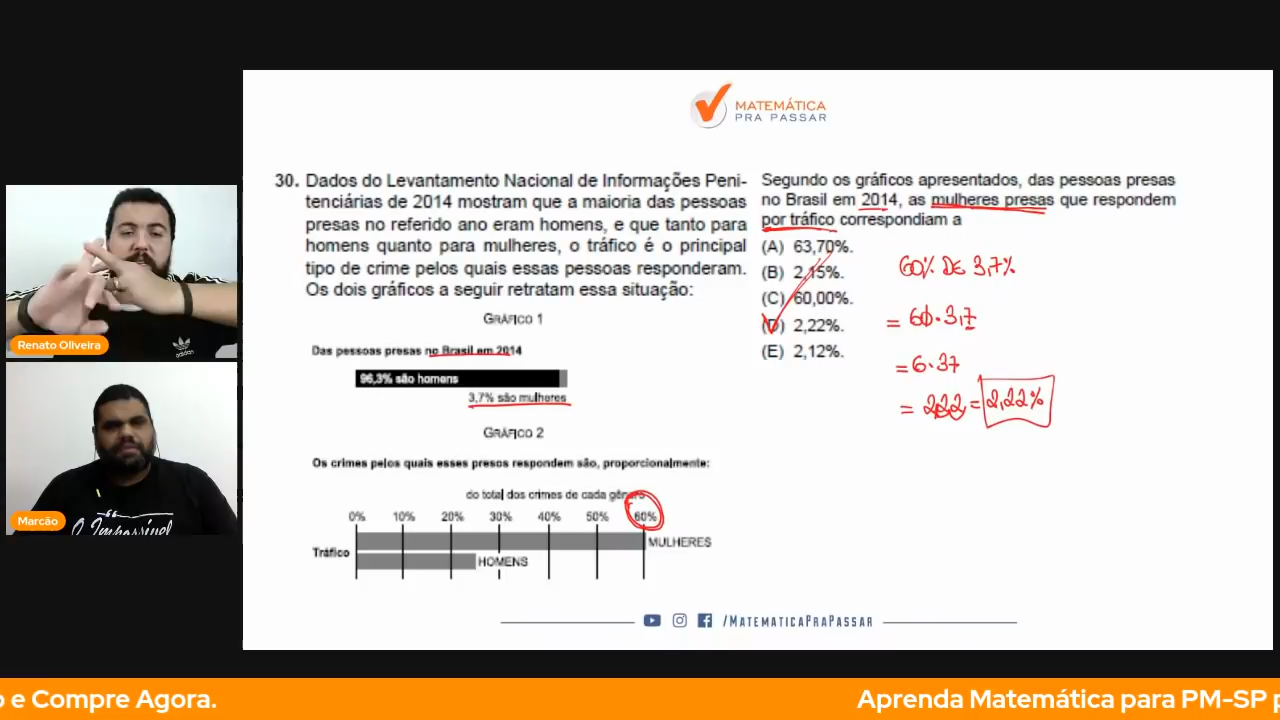 MATEMÁTICA
PRA PASSAR
30. Dados do Levantamento Nacional de Informações Peni-
tenciárias de 2014 mostram que a maioria das pessoas
presas no referido ano eram homens, e que tanto para
homens quanto para mulheres, o tráfico é o principal
tipo de crime pelos quais essas pessoas responderam.
Os dois gráficos a seguir retratam essa situação:
GRÁFICO 1
Das pessoas presas no Brasil em 2014
96,3% são homens
3,7% são mulheres
GRÁFICO 2
Os crimes pelos quais esses presos respondem são, proporcionalmente:
do total dos crimes de cada gênero
0% 10% 20% 30% 40% 50% 60%
MULHERES
Tráfico
HOMENS
Segundo os gráficos apresentados, das pessoas presas
no Brasil em 2014, as mulheres presas que respondem
por tráfico correspondiam a
(A) 63,70%.
(B) 2,15%.
(C) 60,00%.
(D) 2,22%.
(E) 2,12%.
60% DE 3,7%
= 60.3,7
= 6.37
= 222 = 2,22%
Renato Oliveira
O Impossível
Marcão
/MATEMATICAPRAPASSAR
o e Compre Agora.
Aprenda Matemática para PM-SP p